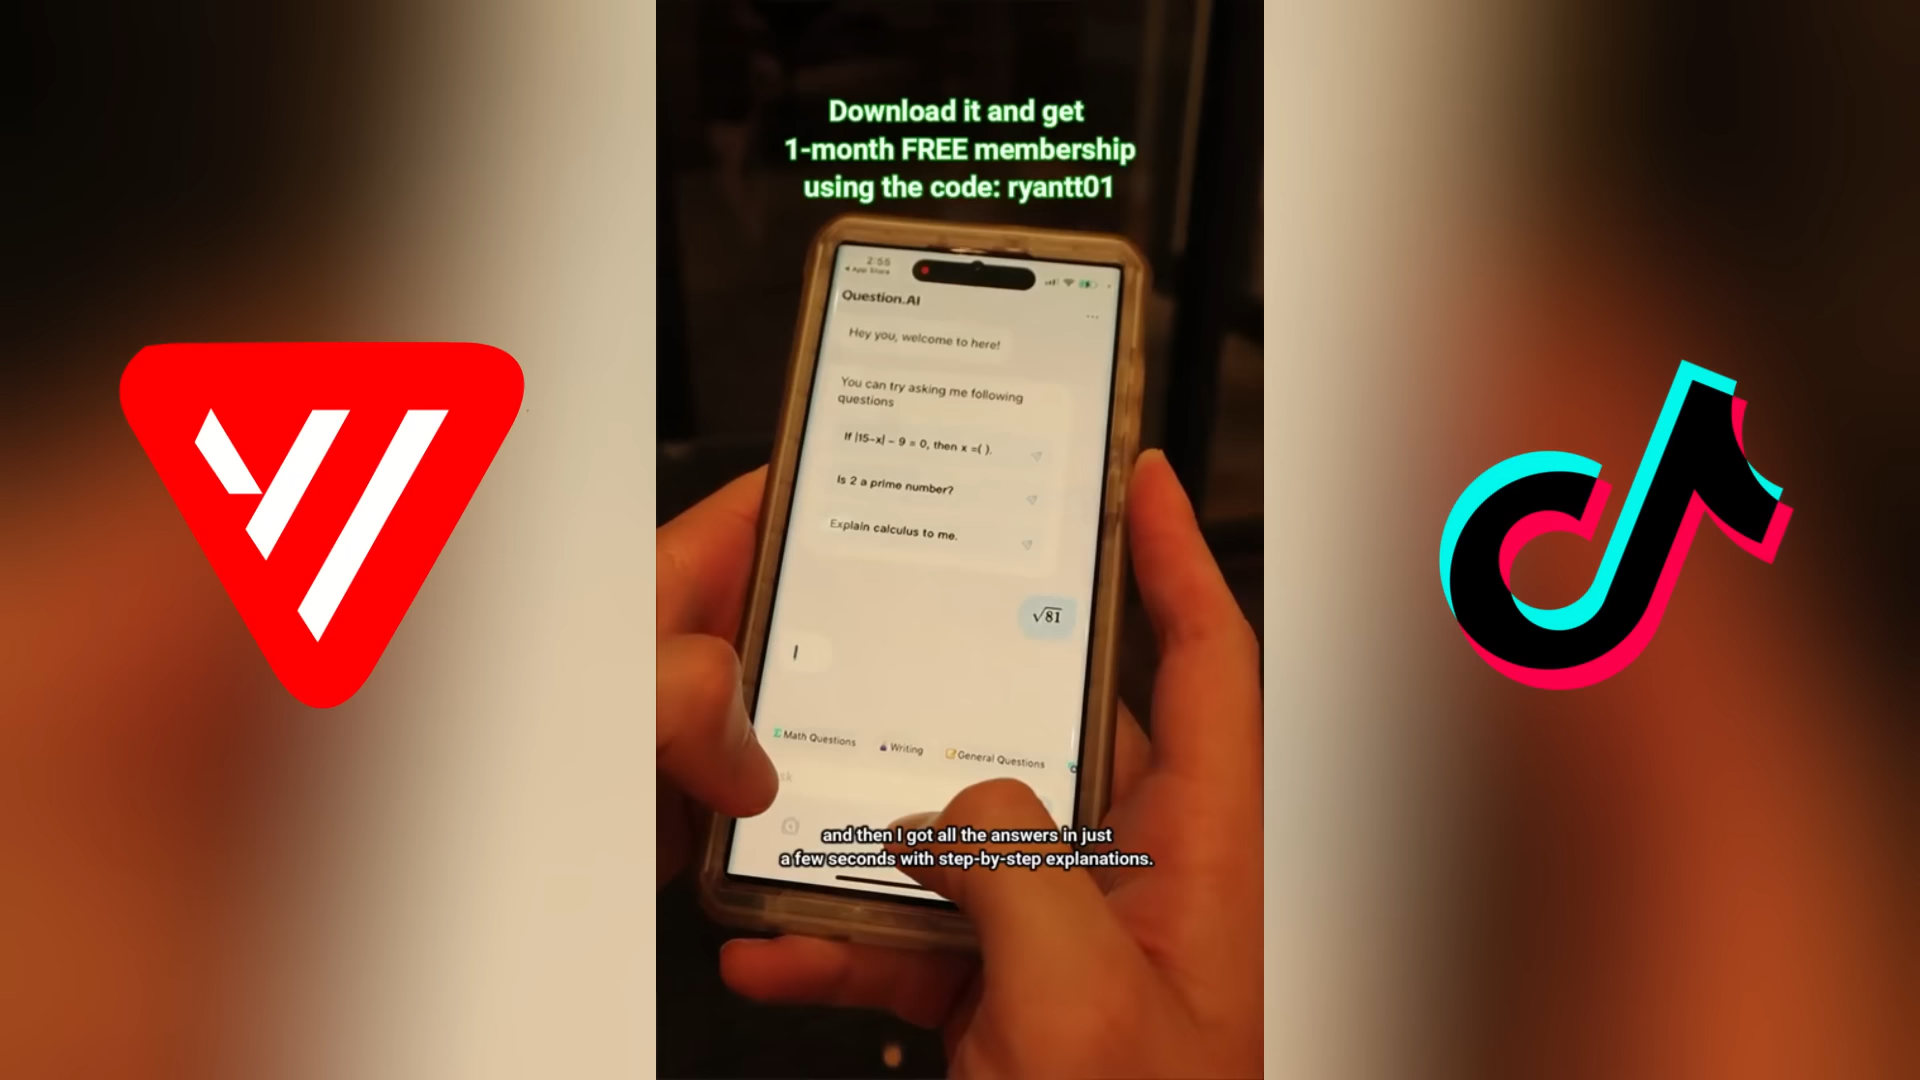 Download it and get
1-month FREE membership
using the code: ryantt01
2:55
App Store
Question.AI
Hey you, welcome to here!
You can try asking me following
questions
If |15-x| - 9 = 0, then x =( ).
Is 2 a prime number?
Explain calculus to me.
√81
Math Questions
Writing
General Questions
and then I got all the answers in just
a few seconds with step-by-step explanations.